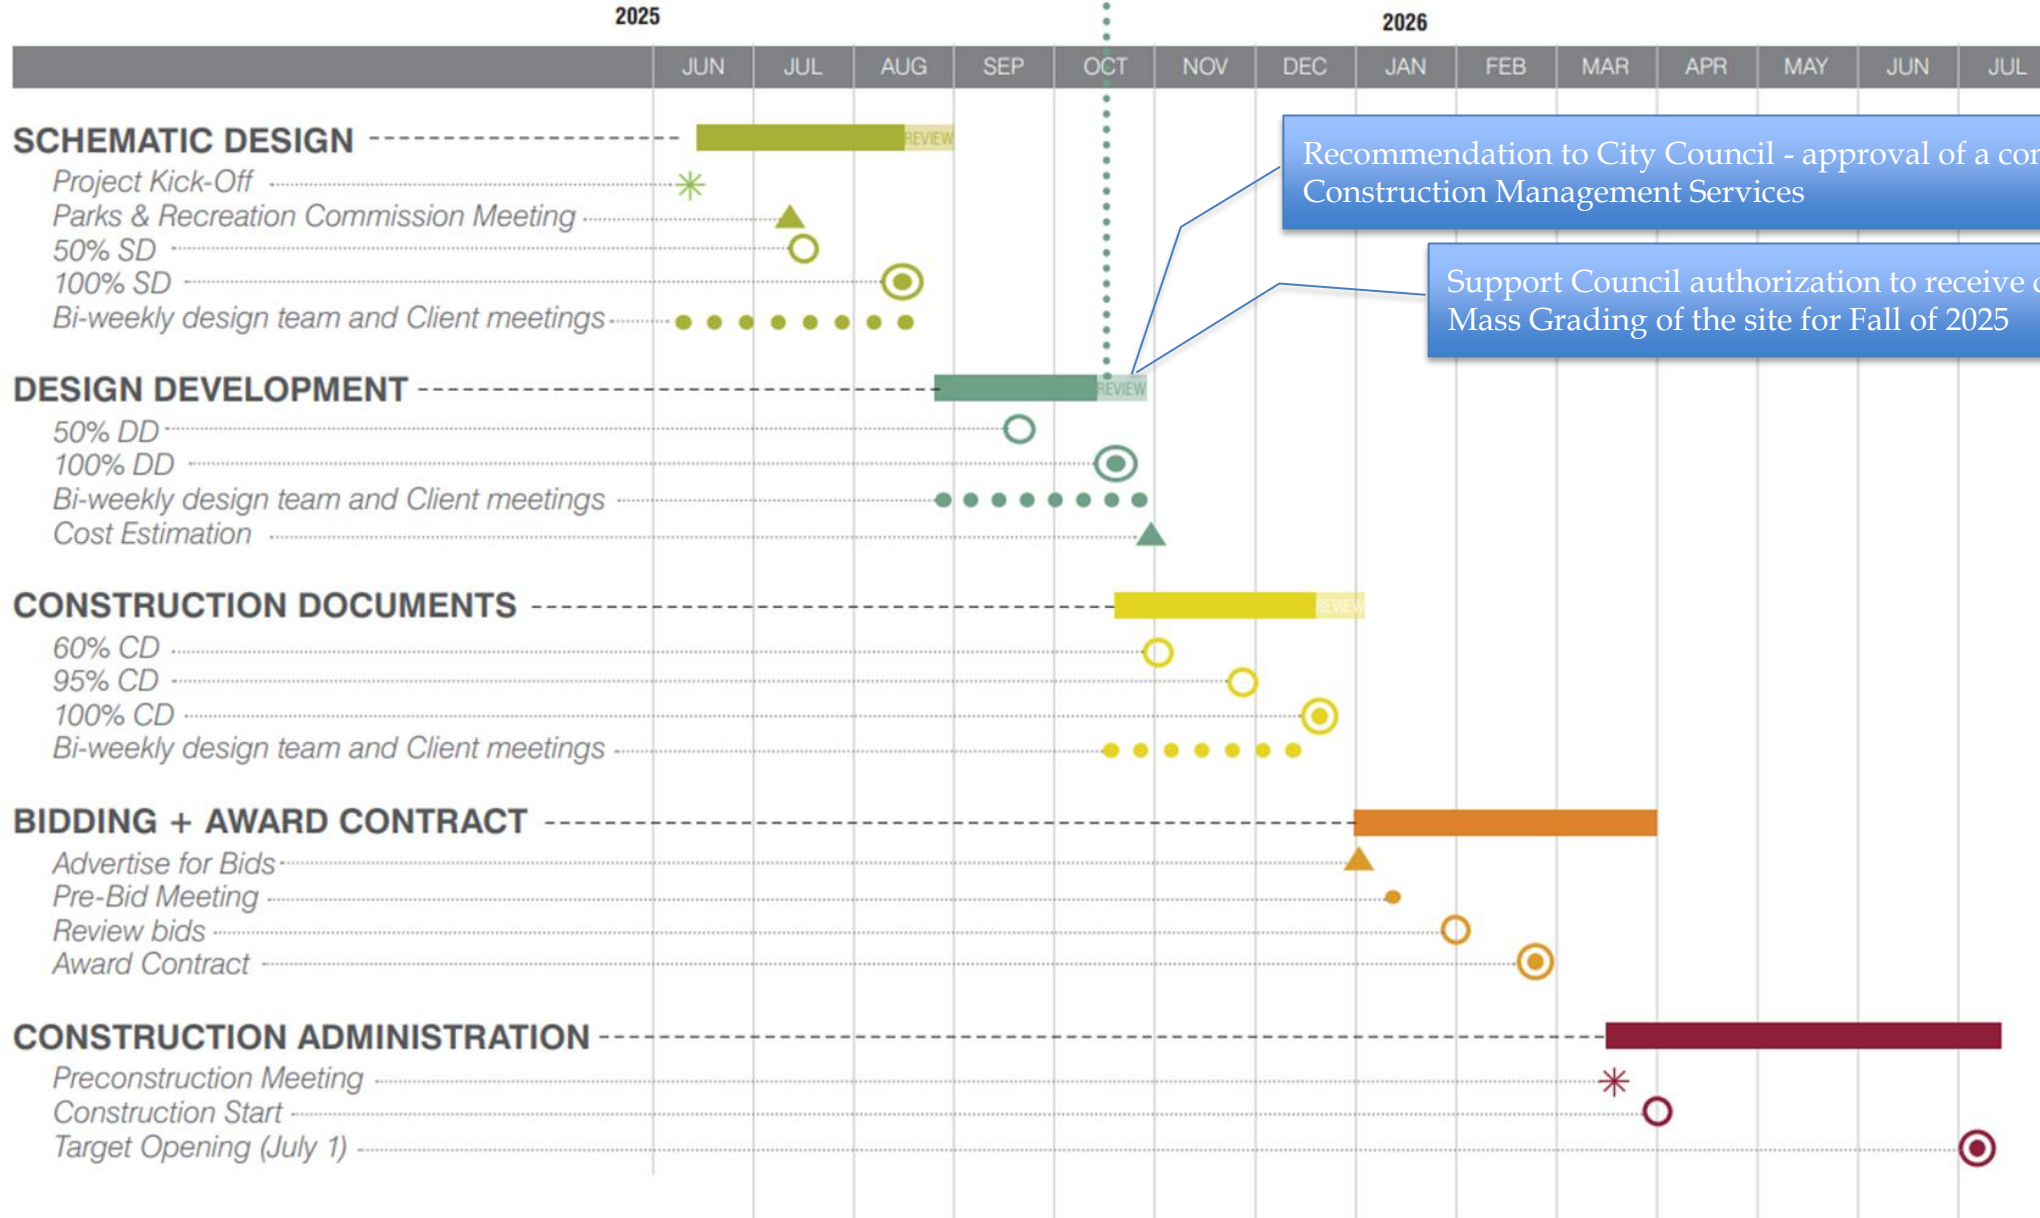 2025
2026
JUN JUL AUG SEP OCT NOV DEC JAN FEB MAR APR MAY JUN JUL
SCHEMATIC DESIGN
REVIEW
Project Kick-Off
Parks & Recreation Commission Meeting
50% SD
100% SD
Bi-weekly design team and Client meetings
Recommendation to City Council - approval of a
Construction Management Services
Support Council authorization to receive
Mass Grading of the site for Fall of 2025
DESIGN DEVELOPMENT
REVIEW
50% DD
100% DD
Bi-weekly design team and Client meetings
Cost Estimation
CONSTRUCTION DOCUMENTS
REVIEW
60% CD
95% CD
100% CD
Bi-weekly design team and Client meetings
BIDDING + AWARD CONTRACT
Advertise for Bids
Pre-Bid Meeting
Review bids
Award Contract
CONSTRUCTION ADMINISTRATION
Preconstruction Meeting
Construction Start
Target Opening (July 1)